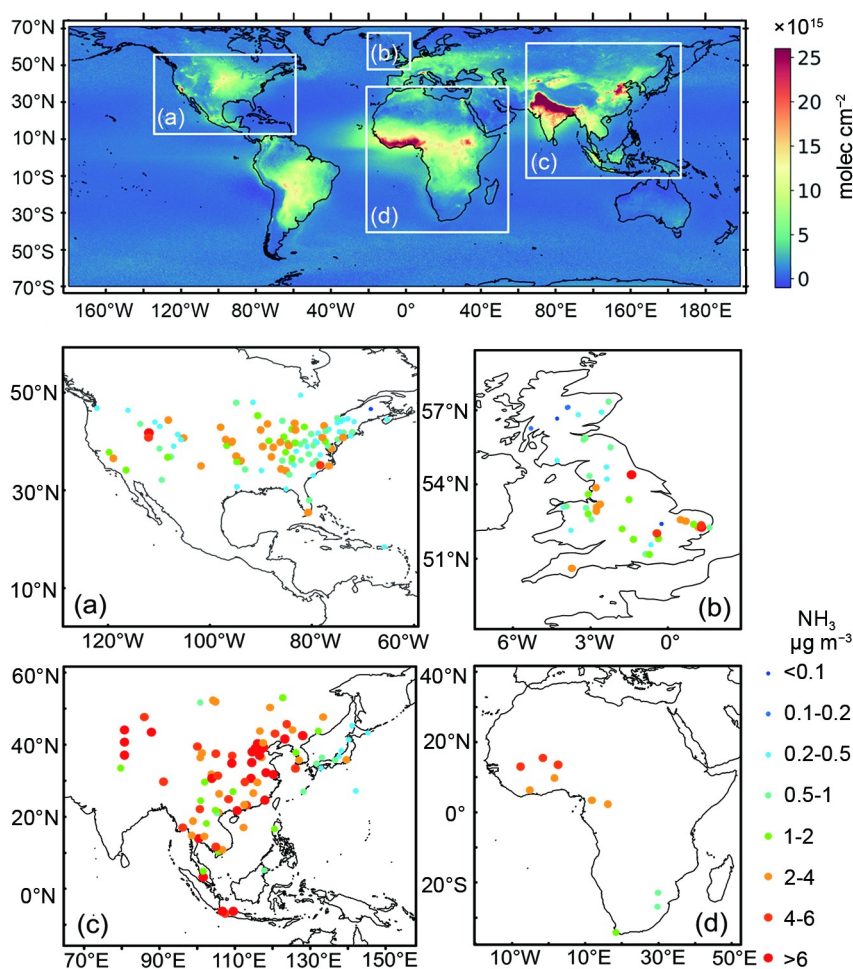 70°N
50°N
30°N
10°N
10°S
30°S
50°S
70°S
160°W 120°W 80°W 40°W 0° 40°E 80°E 120°E 180°E
(a)
(b)
(c)
(d)
×10¹⁵
25
20
15
10
5
0
molec cm⁻²
50°N
30°N
10°N
(a)
120°W 100°W 80°W 60°W
57°N
54°N
51°N
(b)
6°W 3°W 0°
60°N
40°N
20°N
0°N
(c)
70°E 90°E 110°E 130°E 150°E
40°N
20°N
0°
20°S
(d)
10°W 10°E 30°E 50°E
NH₃
µg m⁻³
<0.1
0.1-0.2
0.2-0.5
0.5-1
1-2
2-4
4-6
>6